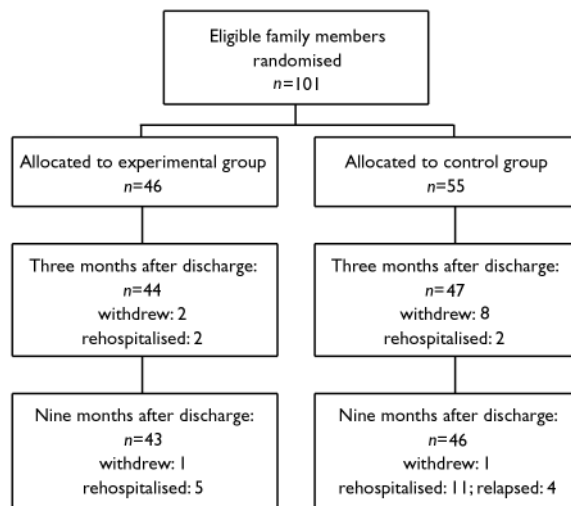 Eligible family members
randomised
n=101
Allocated to experimental group
n=46
Allocated to control group
n=55
Three months after discharge:
n=44
withdrew: 2
rehospitalised: 2
Three months after discharge:
n=47
withdrew: 8
rehospitalised: 2
Nine months after discharge:
n=43
withdrew: 1
rehospitalised: 5
Nine months after discharge:
n=46
withdrew: 1
rehospitalised: 11; relapsed: 4